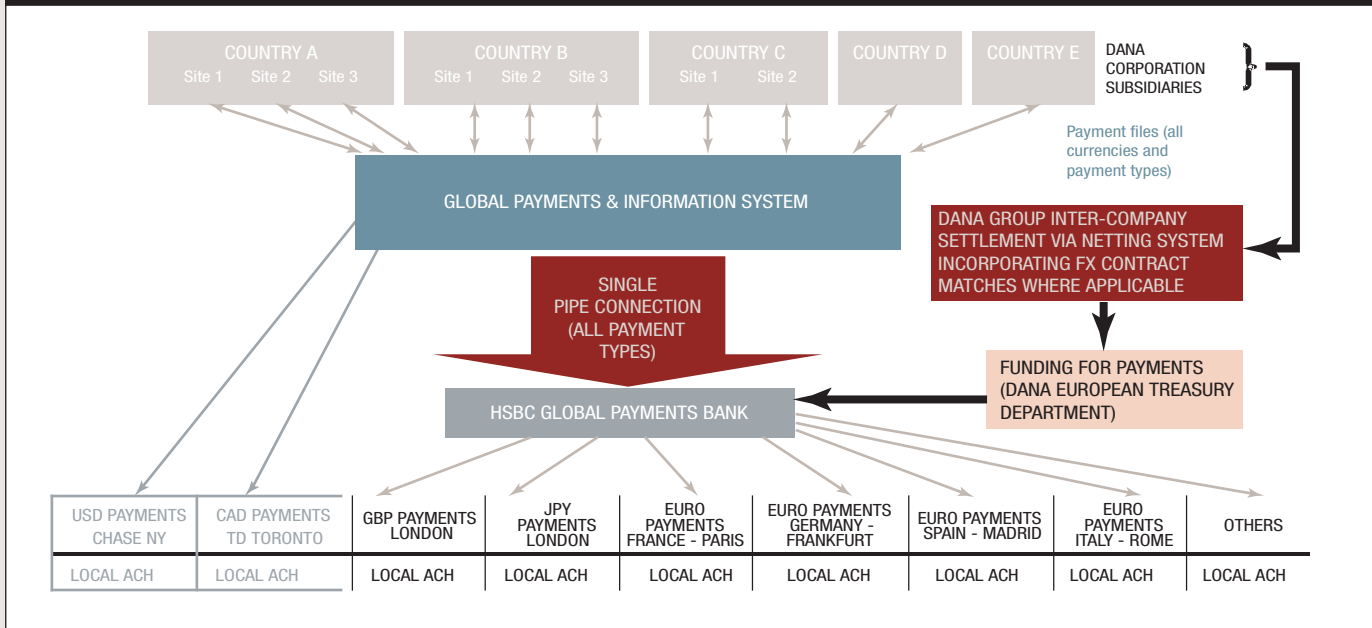 COUNTRY A
Site 1 Site 2 Site 3
COUNTRY B
Site 1 Site 2 Site 3
COUNTRY C
Site 1 Site 2
COUNTRY D
COUNTRY E
DANA
CORPORATION
SUBSIDIARIES
Payment files (all
currencies and
payment types)
GLOBAL PAYMENTS & INFORMATION SYSTEM
DANA GROUP INTER-COMPANY
SETTLEMENT VIA NETTING SYSTEM
INCORPORATING FX CONTRACT
MATCHES WHERE APPLICABLE
SINGLE
PIPE CONNECTION
(ALL PAYMENT
TYPES)
FUNDING FOR PAYMENTS
(DANA EUROPEAN TREASURY
DEPARTMENT)
HSBC GLOBAL PAYMENTS BANK
USD PAYMENTS
CHASE NY
CAD PAYMENTS
TD TORONTO
GBP PAYMENTS
LONDON
JPY
PAYMENTS
LONDON
EURO
PAYMENTS
FRANCE - PARIS
EURO PAYMENTS
GERMANY -
FRANKFURT
EURO PAYMENTS
SPAIN - MADRID
EURO
PAYMENTS
ITALY - ROME
OTHERS
LOCAL ACH
LOCAL ACH
LOCAL ACH
LOCAL ACH
LOCAL ACH
LOCAL ACH
LOCAL ACH
LOCAL ACH
LOCAL ACH